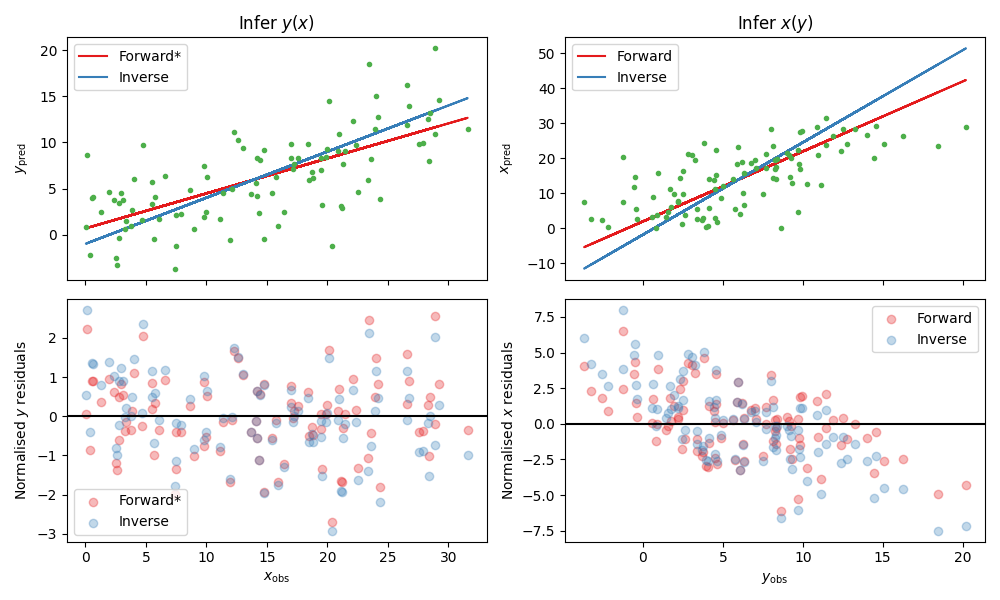 Infer y(x)
Infer x(y)
Forward*
Inverse
Forward
Inverse
20
15
10
5
0
y_pred
50
40
30
20
10
0
−10
x_pred
2
1
0
−1
−2
−3
Normalised y residuals
Forward*
Inverse
0
5
10
15
20
25
30
x_obs
7.5
5.0
2.5
0.0
−2.5
−5.0
−7.5
Normalised x residuals
Forward
Inverse
0
5
10
15
20
y_obs